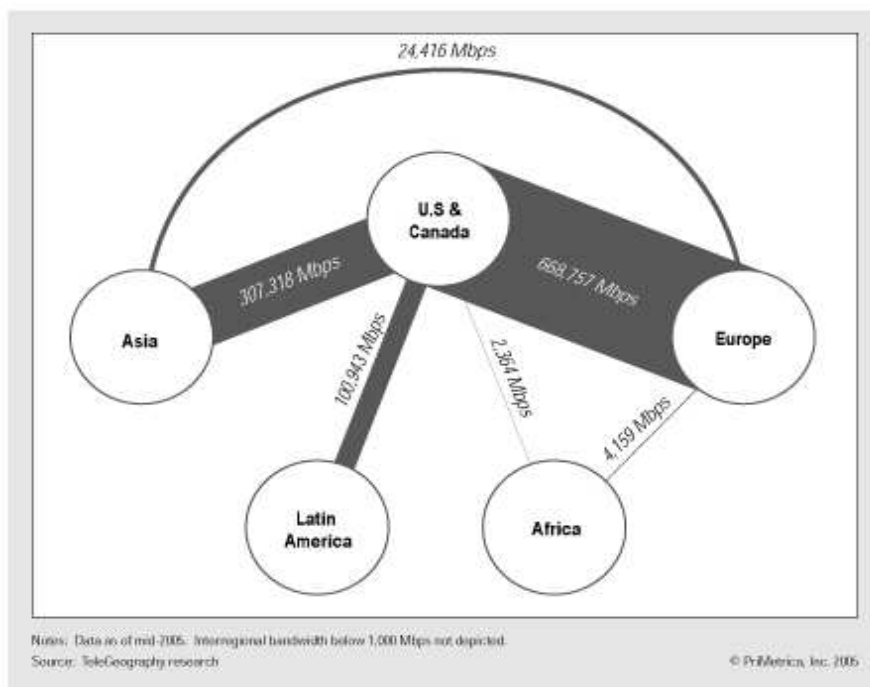 24,416 Mbps
U.S &
Canada
307,318 Mbps
668,757 Mbps
Asia
Europe
100,943 Mbps
2,364 Mbps
4,159 Mbps
Latin
America
Africa
Notes: Data as of mid-2005. Interregional bandwidth below 1,000 Mbps not depicted.
Source: TeleGeography research
© PriMetrica, Inc. 2005